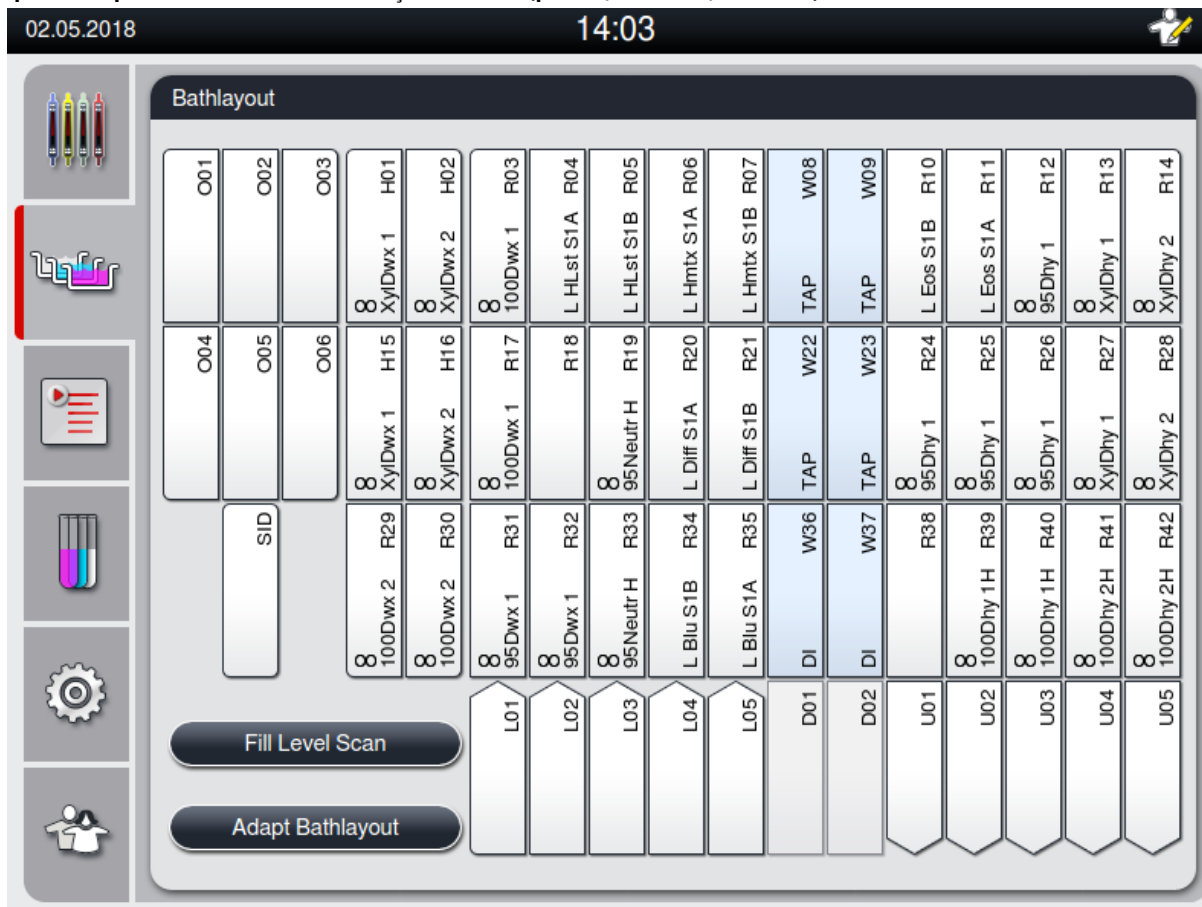 02.05.2018
14:03
Bathlayout
O01
O02
O03
XylDwx 1 H01
XylDwx 2 H02
100Dwx 1 R03
L HLst S1A R04
L HLst S1B R05
L Hmtx S1A R06
L Hmtx S1B R07
TAP W08
TAP W09
L Eos S1B R10
L Eos S1A R11
95Dhy 1 R12
XylDhy 1 R13
XylDhy 2 R14
O04
O05
O06
XylDwx 1 H15
XylDwx 2 H16
100Dwx 1 R17
R18
95Neutr H R19
L Diff S1A R20
L Diff S1B R21
TAP W22
TAP W23
95Dhy 1 R24
95Dhy 1 R25
95Dhy 1 R26
XylDhy 1 R27
XylDhy 2 R28
SID
100Dwx 2 R29
100Dwx 2 R30
95Dwx 1 R31
95Dwx 1 R32
95Neutr H R33
L Blu S1B R34
L Blu S1A R35
DI W36
DI W37
R38
100Dhy 1H R39
100Dhy 1H R40
100Dhy 2H R41
100Dhy 2H R42
L01
L02
L03
L04
L05
D01
D02
U01
U02
U03
U04
U05
Fill Level Scan
Adapt Bathlayout